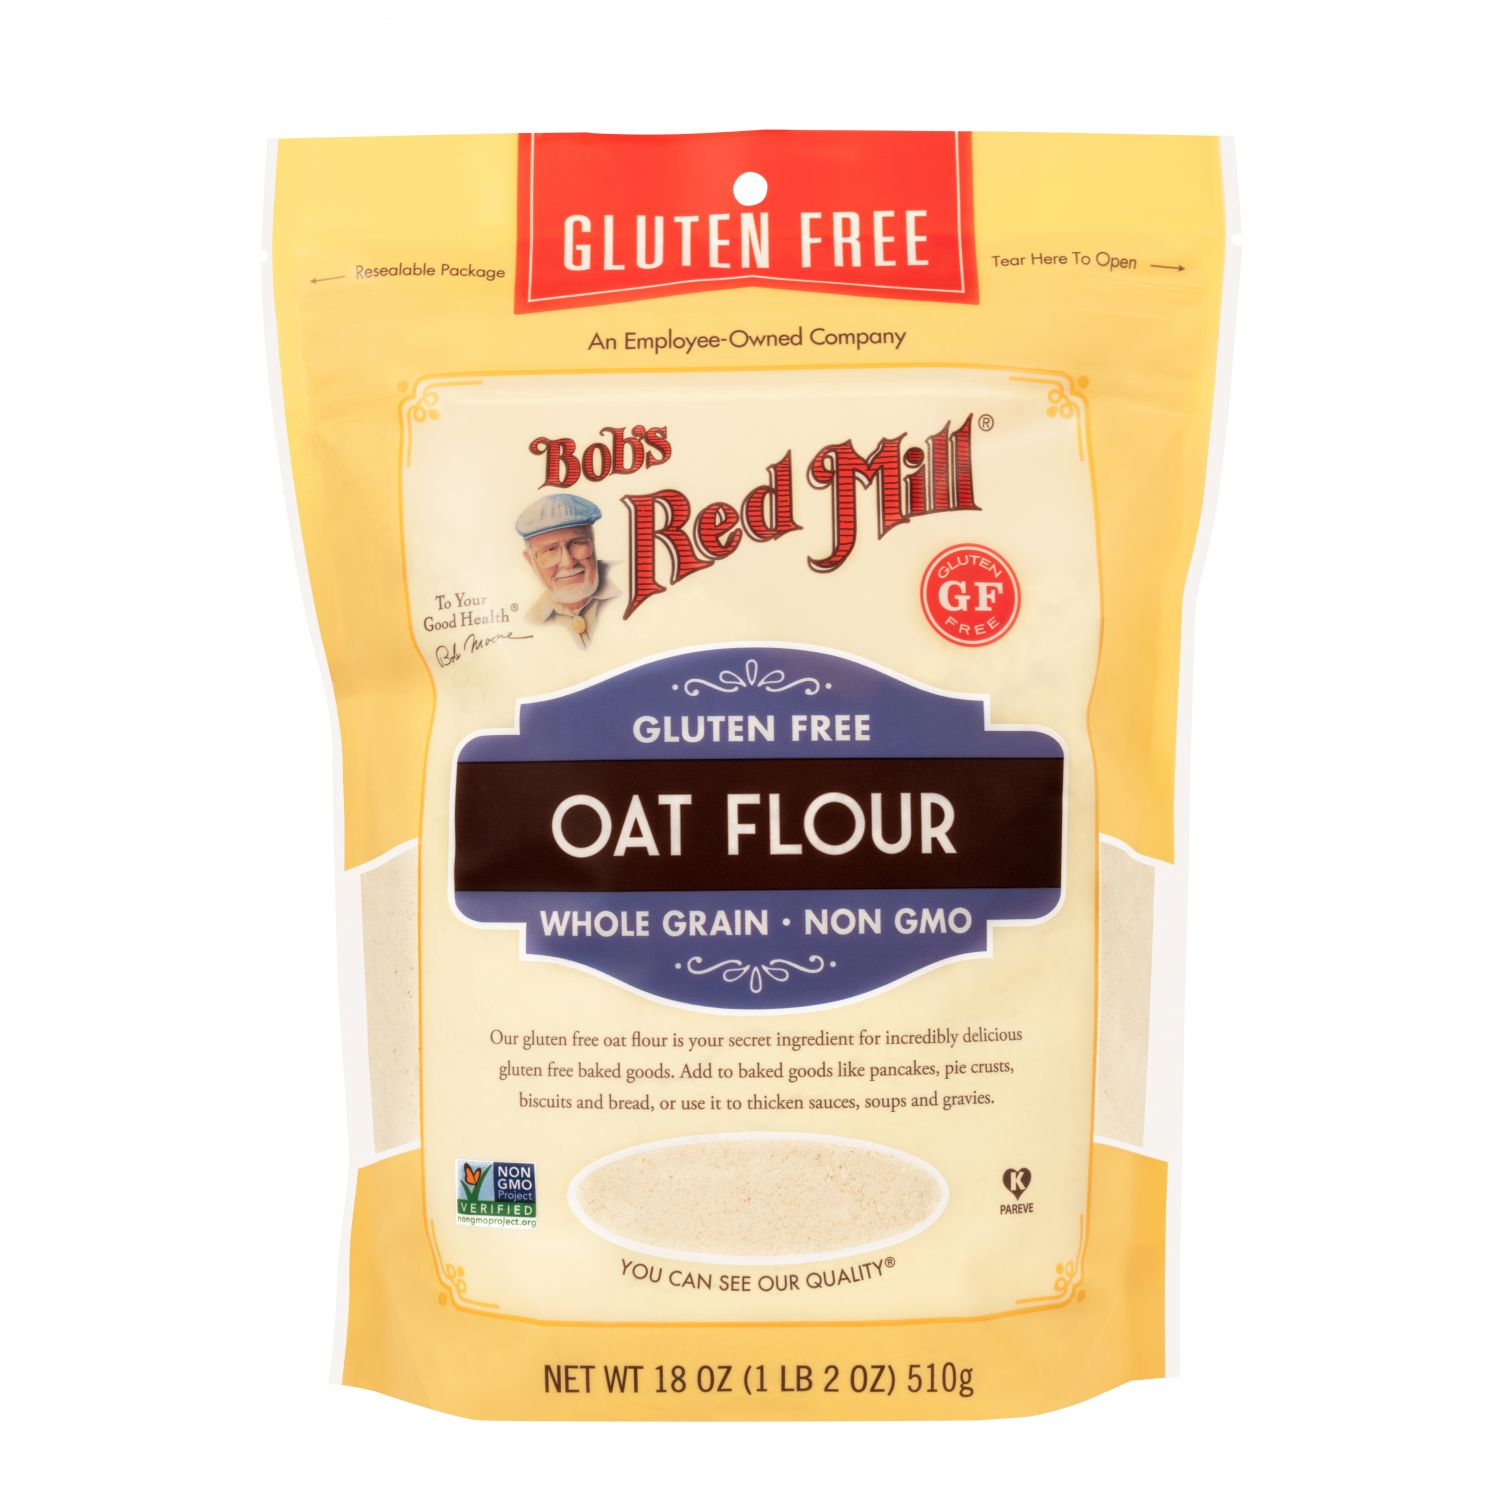 GLUTEN FREE
← Resealable Package
Tear Here To Open →
An Employee-Owned Company
Bob's
Red Mill®
To Your
Good Health®
Bob Moore
GLUTEN
GF
FREE
GLUTEN FREE
OAT FLOUR
WHOLE GRAIN · NON GMO
Our gluten free oat flour is your secret ingredient for incredibly delicious
gluten free baked goods. Add to baked goods like pancakes, pie crusts,
biscuits and bread, or use it to thicken sauces, soups and gravies.
NON
GMO
Project
VERIFIED
nongmoproject.org
K
PAREVE
YOU CAN SEE OUR QUALITY®
NET WT 18 OZ (1 LB 2 OZ) 510g